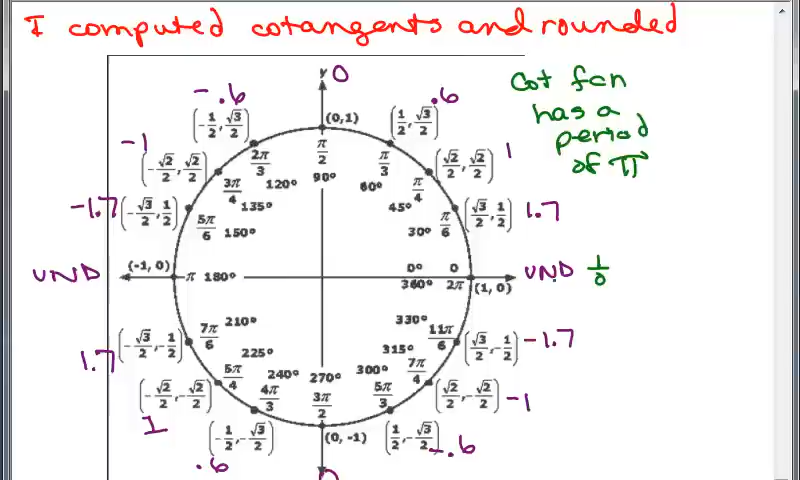 I computed cotangents and rounded
y 0
-.6
.6
Cot fcn
has a
period
of π
(-1/2, √3/2)
(0,1)
(1/2, √3/2)
-1
1
(-√2/2, √2/2)
2π/3
π/2
π/3
(√2/2, √2/2)
3π/4
120°
90°
60°
π/4
-1.7
(-√3/2, 1/2)
135°
45°
(√3/2, 1/2)
1.7
5π/6
150°
30°
π/6
UND
(-1, 0)
π 180°
0° 0
360° 2π
(1, 0)
UND
1/0
7π/6
210°
330°
11π/6
1.7
(-√3/2, -1/2)
(√3/2, -1/2)
-1.7
225°
315°
5π/4
240°
270°
300°
7π/4
(-√2/2, -√2/2)
4π/3
3π/2
5π/3
(√2/2, -√2/2)
-1
1
(-1/2, -√3/2)
(0, -1)
(1/2, -√3/2)
-.6
.6
0